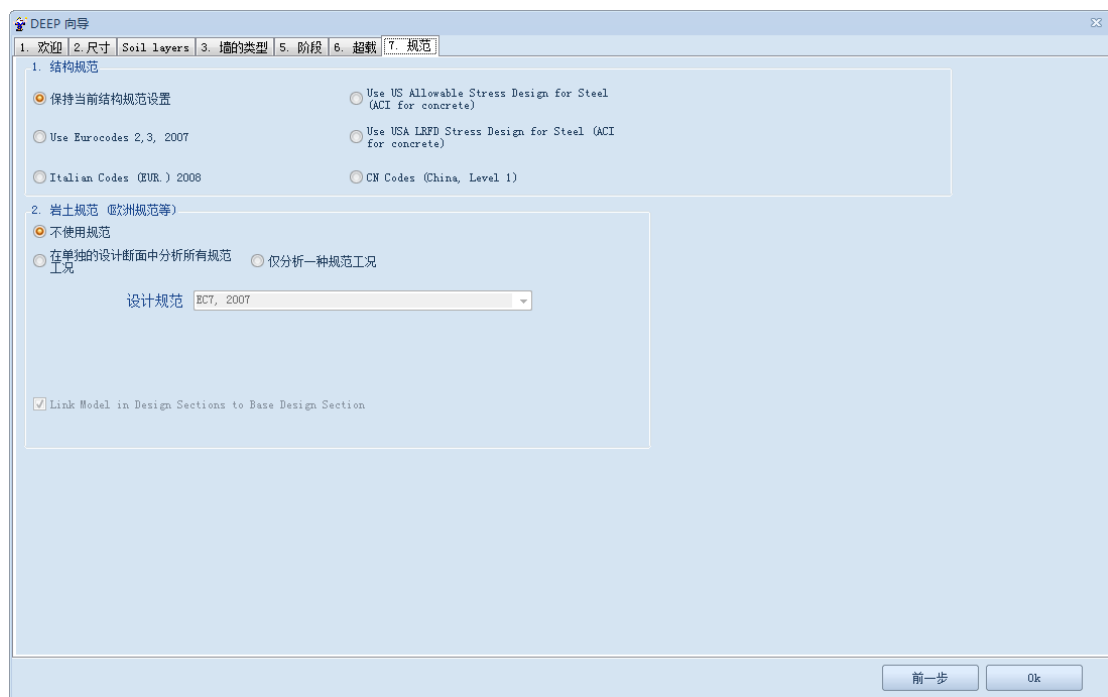 DEEP 向导
1. 欢迎 2.尺寸 Soil layers 3. 墙的类型 5. 阶段 6. 超载 7. 规范
1. 结构规范
保持当前结构规范设置
Use US Allowable Stress Design for Steel
(ACI for concrete)
Use Eurocodes 2,3, 2007
Use USA LRFD Stress Design for Steel (ACI
for concrete)
Italian Codes (EUR.) 2008
CN Codes (China, Level 1)
2. 岩土规范 (欧洲规范等)
不使用规范
在单独的设计断面中分析所有规范
工况
仅分析一种规范工况
设计规范 EC7, 2007
Link Model in Design Sections to Base Design Section
前一步 Ok